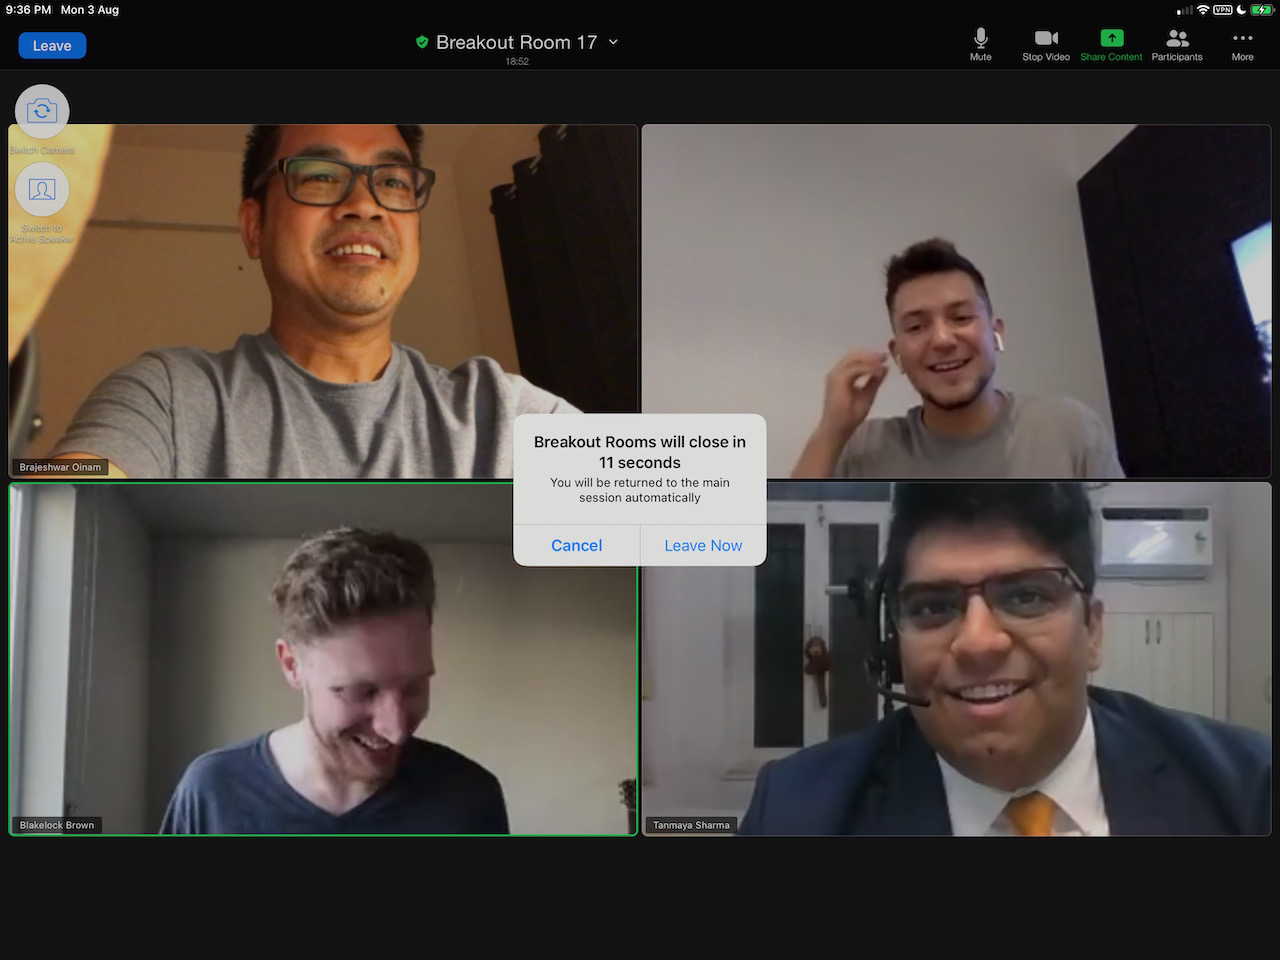 9:36 PM Mon 3 Aug
VPN
Leave
Breakout Room 17
18:52
Mute
Stop Video
Share Content
Participants
More
Switch Camera
Switch to
Active Speaker
Brajeshwar Oinam
Breakout Rooms will close in
11 seconds
You will be returned to the main
session automatically
Cancel
Leave Now
Blakelock Brown
Tanmaya Sharma